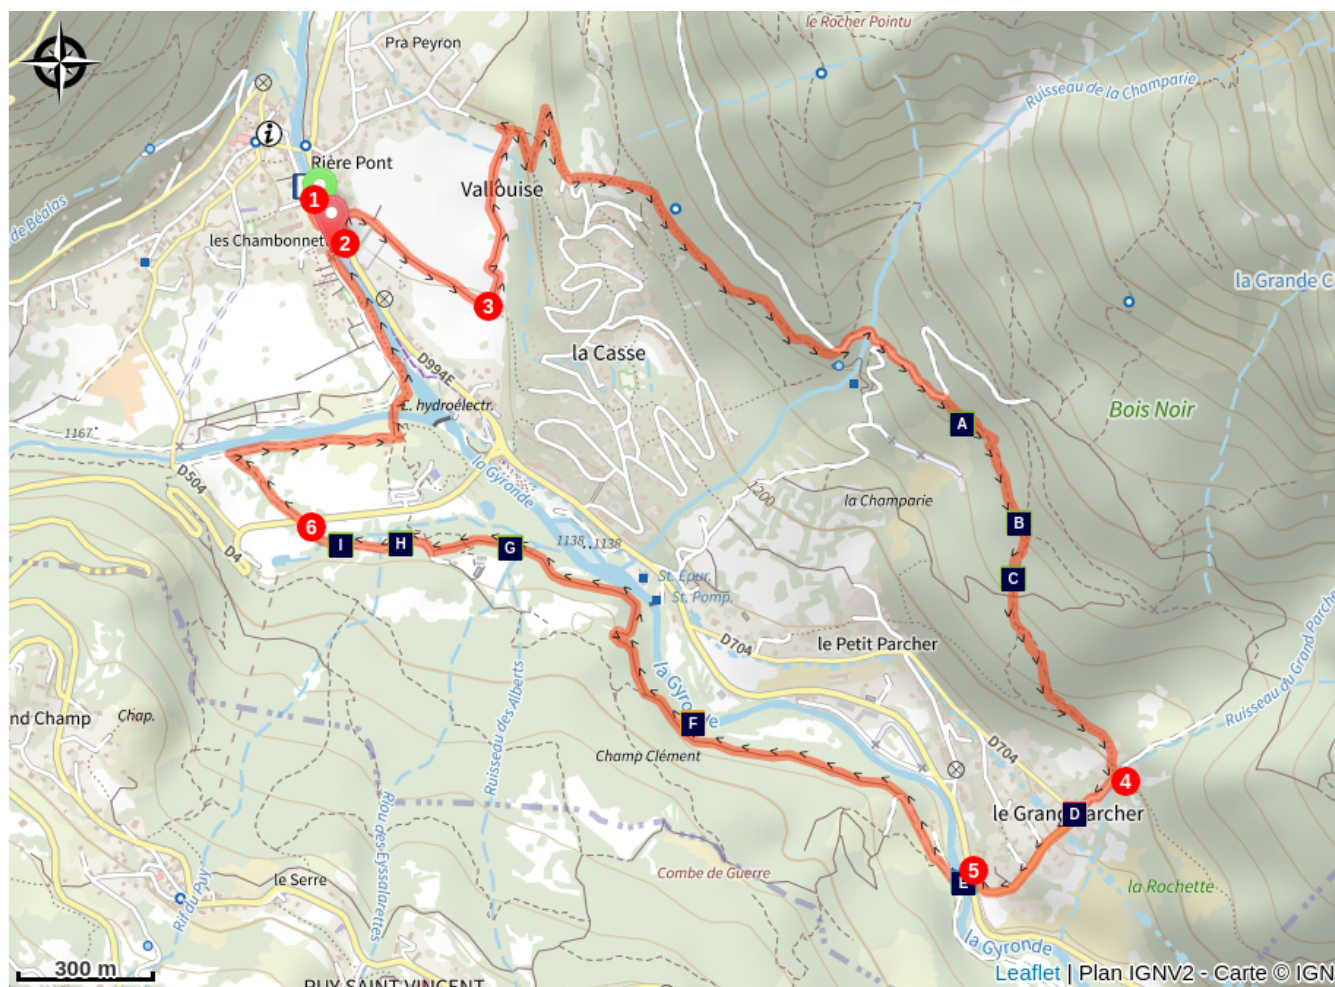 le Rocher Pointu
Pra Peyron
Ruisseau de la Champarie
i
Rière Pont
Vallouise
1
de Béalas
les Chambonnet
2
3
la Grande C
D994E
la Casse
C. hydroélectr.
Bois Noir
A
1167
la Gyronde
D504
1200
la Champarie
B
6
I
H
G
1138
1138
D4
C
St. Epur.
St. Pomp.
D704
le Petit Parcher
Ruisseau du Grand Parche
la Gyronde
Ruisseau des Alberts
nd Champ
Chap.
F
Champ Clément
D704
4
le Grand Parcher
D
Riou des Eyssalarettes
Combe de Guerre
5
E
la Rochette
le Serre
Rif du Puy
la Gyronde
300 m
PUY SAINT VINCENT
Leaflet | Plan IGNV2 - Carte © IGN